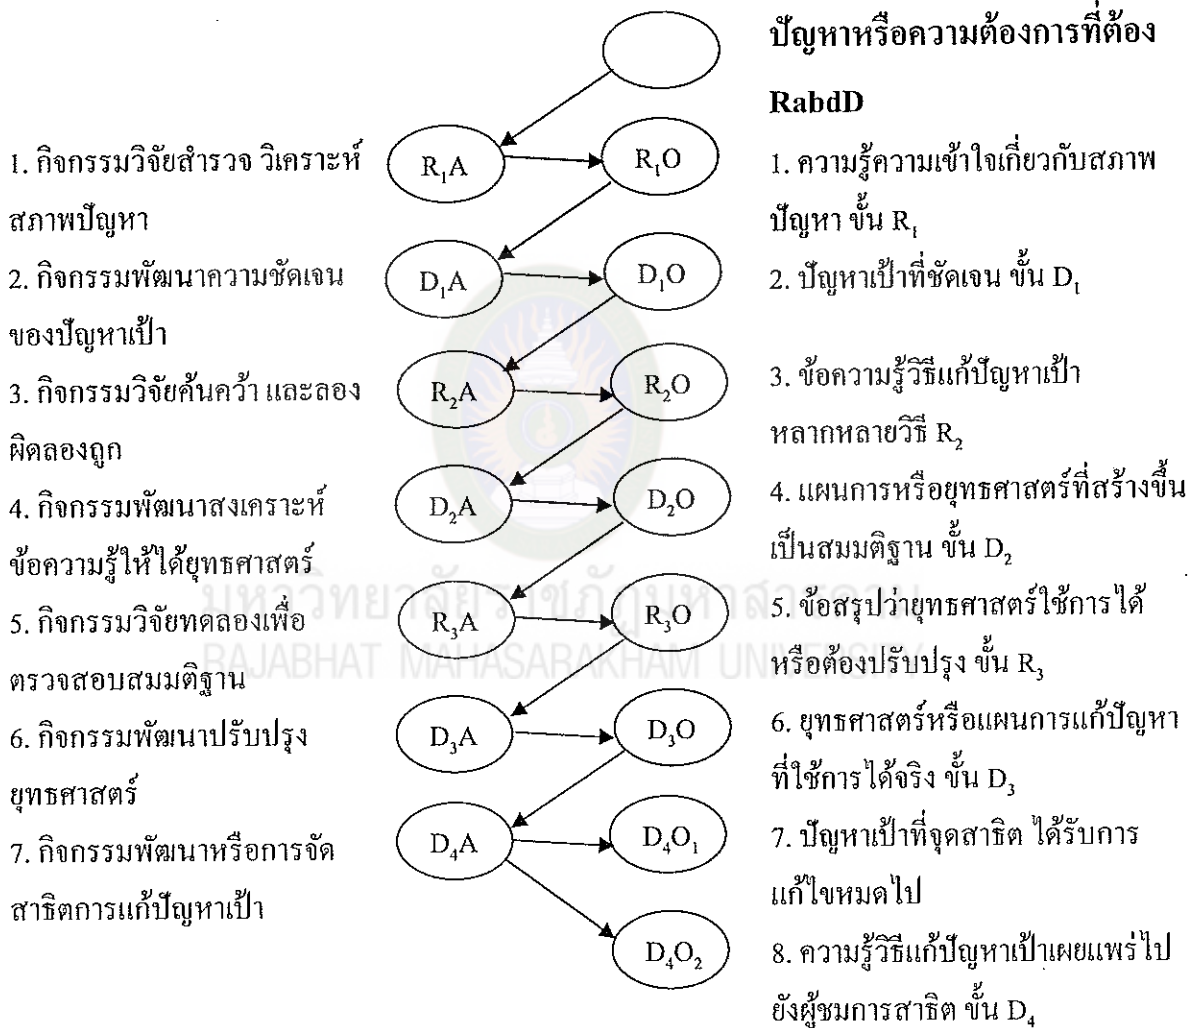 ปัญหาหรือความต้องการที่ต้อง
RabdD
1. กิจกรรมวิจัยสำรวจ วิเคราะห์
สภาพปัญหา
2. กิจกรรมพัฒนาความชัดเจน
ของปัญหาเป้า
3. กิจกรรมวิจัยค้นคว้า และลอง
ผิดลองถูก
4. กิจกรรมพัฒนาสงเคราะห์
ข้อความรู้ให้ได้ยุทธศาสตร์
5. กิจกรรมวิจัยทดลองเพื่อ
ตรวจสอบสมมติฐาน
6. กิจกรรมพัฒนาปรับปรุง
ยุทธศาสตร์
7. กิจกรรมพัฒนาหรือการจัด
สาธิตการแก้ปัญหาเป้า
R₁A R₁O
D₁A D₁O
R₂A R₂O
D₂A D₂O
R₃A R₃O
D₃A D₃O
D₄A D₄O₁
D₄O₂
1. ความรู้ความเข้าใจเกี่ยวกับสภาพ
ปัญหา ขั้น R₁
2. ปัญหาเป้าที่ชัดเจน ขั้น D₁
3. ข้อความรู้วิธีแก้ปัญหาเป้า
หลากหลายวิธี R₂
4. แผนการหรือยุทธศาสตร์ที่สร้างขึ้น
เป็นสมมติฐาน ขั้น D₂
5. ข้อสรุปว่ายุทธศาสตร์ใช้การได้
หรือต้องปรับปรุง ขั้น R₃
6. ยุทธศาสตร์หรือแผนการแก้ปัญหา
ที่ใช้การได้จริง ขั้น D₃
7. ปัญหาเป้าที่จุดสาธิต ได้รับการ
แก้ไขหมดไป
8. ความรู้วิธีแก้ปัญหาเป้าเผยแพร่ไป
ยังผู้ชมการสาธิต ขั้น D₄
มหาวิทยาลัยราชภัฏมหาสารคาม
RAJABHAT MAHASARAKHAM UNIVERSITY